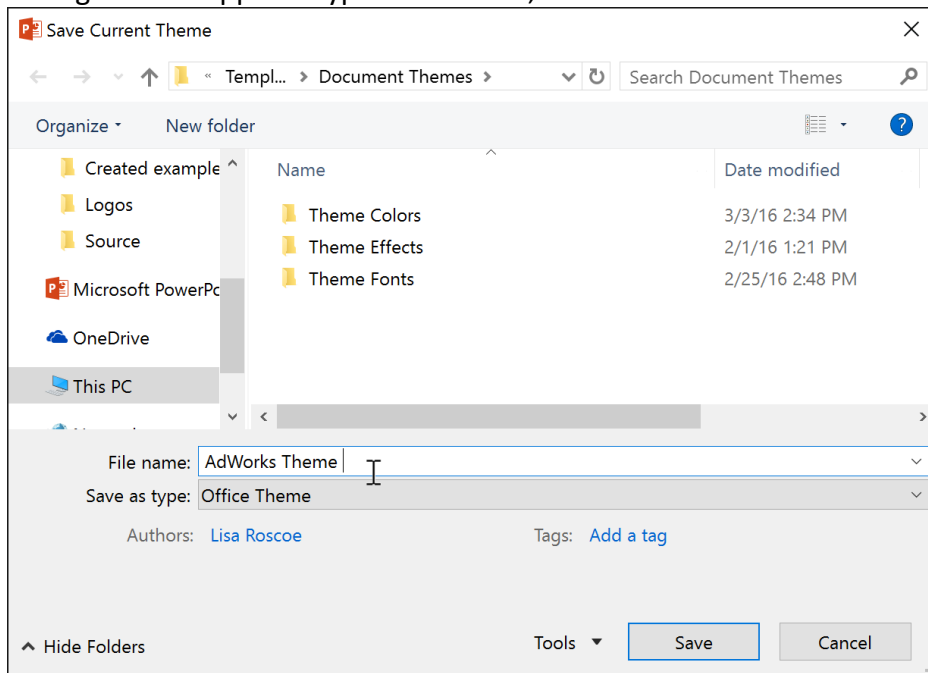 Save Current Theme
« Templ... > Document Themes >
Search Document Themes
Organize
New folder
Created example
Name
Date modified
Logos
Source
Theme Colors 3/3/16 2:34 PM
Theme Effects 2/1/16 1:21 PM
Theme Fonts 2/25/16 2:48 PM
Microsoft PowerPo
OneDrive
This PC
File name: AdWorks Theme
Save as type: Office Theme
Authors: Lisa Roscoe Tags: Add a tag
Hide Folders
Tools
Save
Cancel